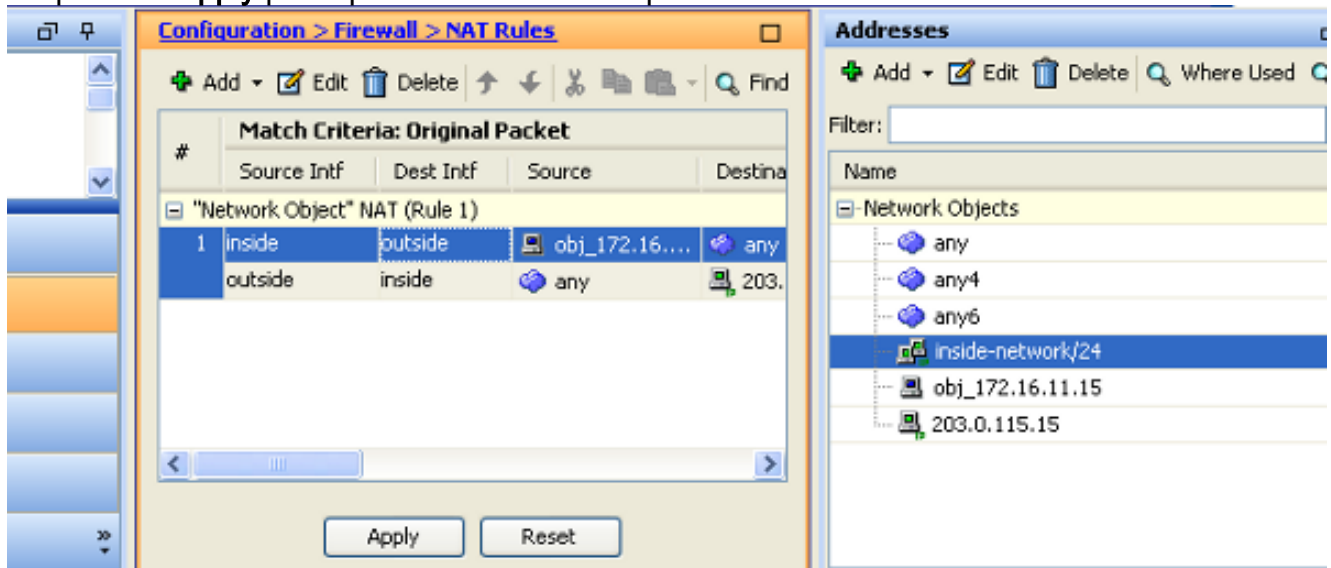 Apply
Configuration > Firewall > NAT Rules
Add Edit Delete Find
# Match Criteria: Original Packet
Source Intf Dest Intf Source Destina
"Network Object" NAT (Rule 1)
1 inside outside obj_172.16.... any
outside inside any 203.
Apply Reset
Addresses
Add Edit Delete Where Used
Filter:
Name
Network Objects
any
any4
any6
inside-network/24
obj_172.16.11.15
203.0.115.15